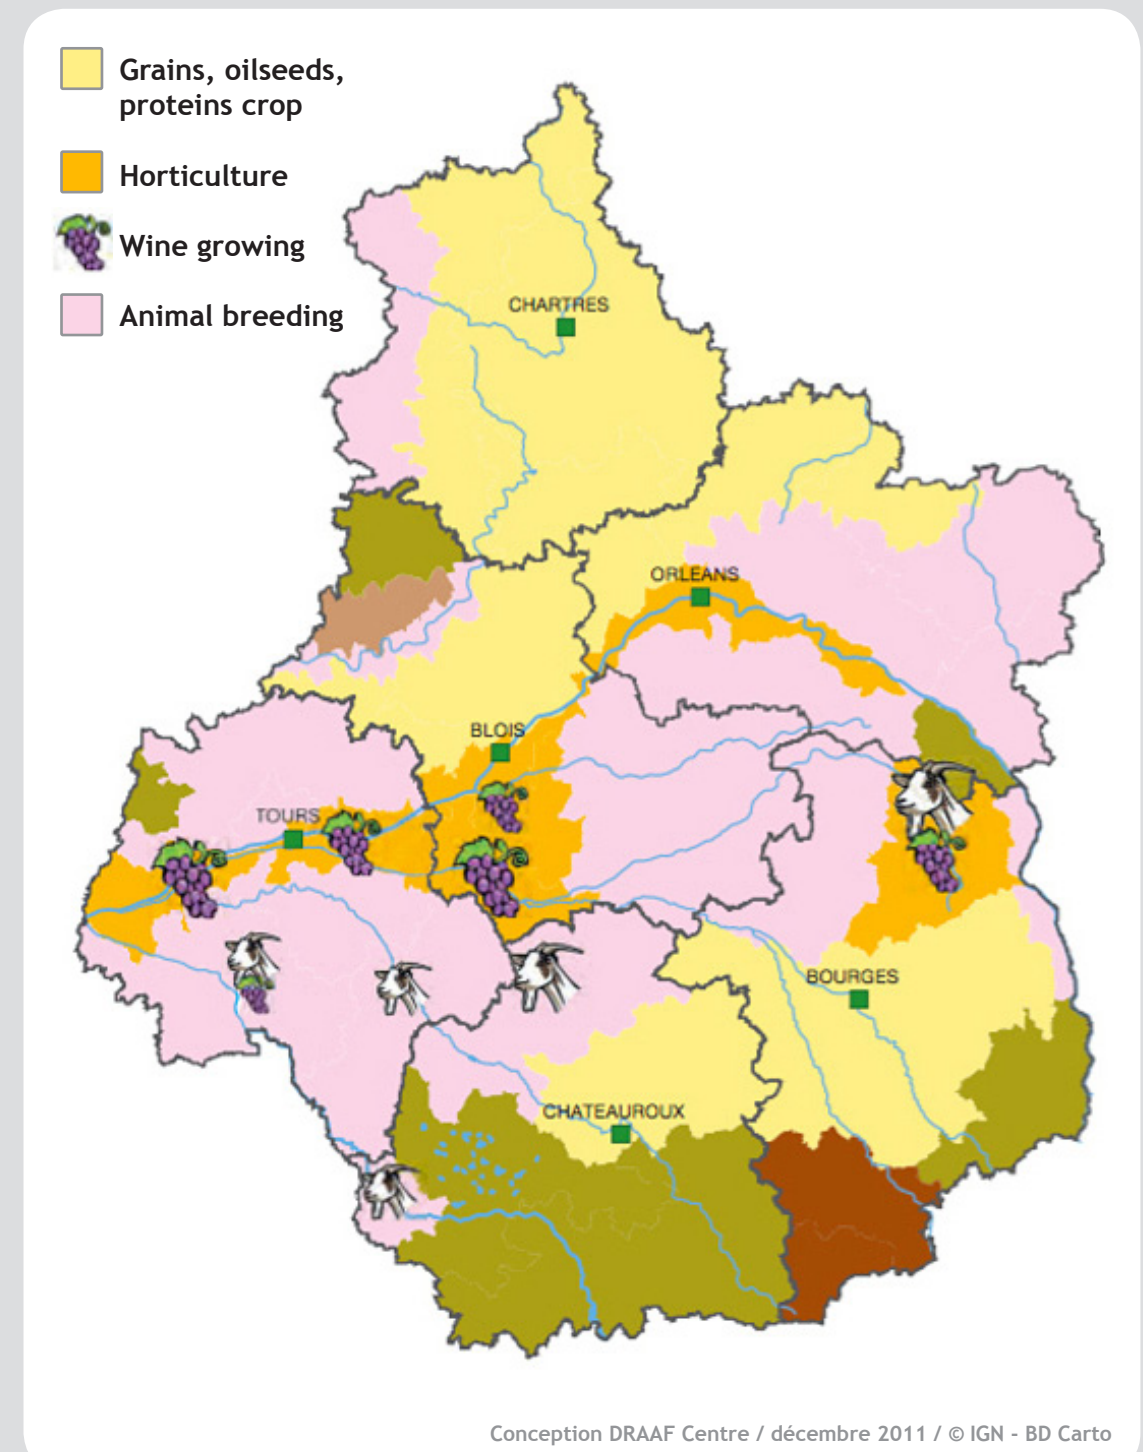 Grains, oilseeds,
proteins crop
Horticulture
Wine growing
Animal breeding
CHARTRES
ORLEANS
BLOIS
TOURS
BOURGES
CHATEAUROUX
Conception DRAAF Centre / décembre 2011 / © IGN - BD Carto